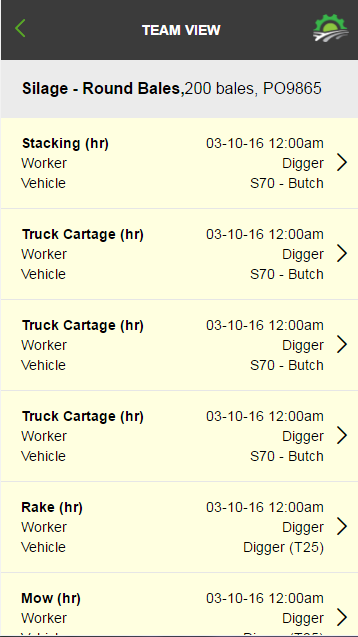 TEAM VIEW
Silage - Round Bales,200 bales, PO9865
Stacking (hr) 03-10-16 12:00am
Worker Digger
Vehicle S70 - Butch
Truck Cartage (hr) 03-10-16 12:00am
Worker Digger
Vehicle S70 - Butch
Truck Cartage (hr) 03-10-16 12:00am
Worker Digger
Vehicle S70 - Butch
Truck Cartage (hr) 03-10-16 12:00am
Worker Digger
Vehicle S70 - Butch
Rake (hr) 03-10-16 12:00am
Worker Digger
Vehicle Digger (T25)
Mow (hr) 03-10-16 12:00am
Worker Digger
Vehicle Digger (T25)